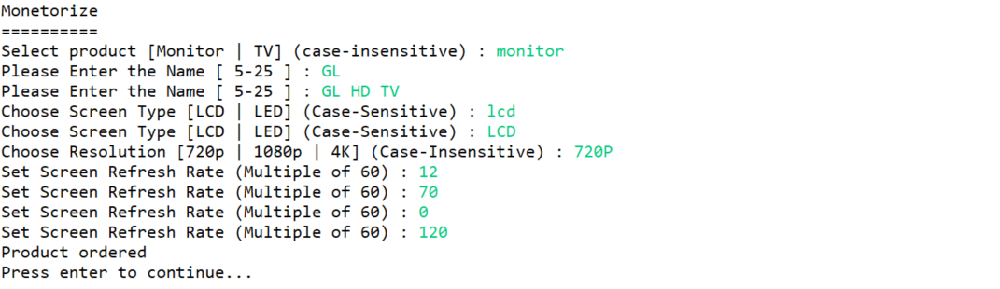 Monetorize
==========
Select product [Monitor | TV] (case-insensitive) : monitor
Please Enter the Name [ 5-25 ] : GL
Please Enter the Name [ 5-25 ] : GL HD TV
Choose Screen Type [LCD | LED] (Case-Sensitive) : lcd
Choose Screen Type [LCD | LED] (Case-Sensitive) : LCD
Choose Resolution [720p | 1080p | 4K] (Case-Insensitive) : 720P
Set Screen Refresh Rate (Multiple of 60) : 12
Set Screen Refresh Rate (Multiple of 60) : 70
Set Screen Refresh Rate (Multiple of 60) : 0
Set Screen Refresh Rate (Multiple of 60) : 120
Product ordered
Press enter to continue...